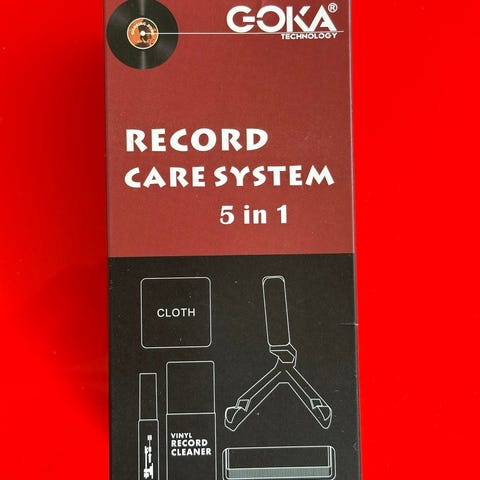 GOKA®
TECHNOLOGY
RECORD
CARE SYSTEM
5 in 1
CLOTH
VINYL
RECORD
CLEANER